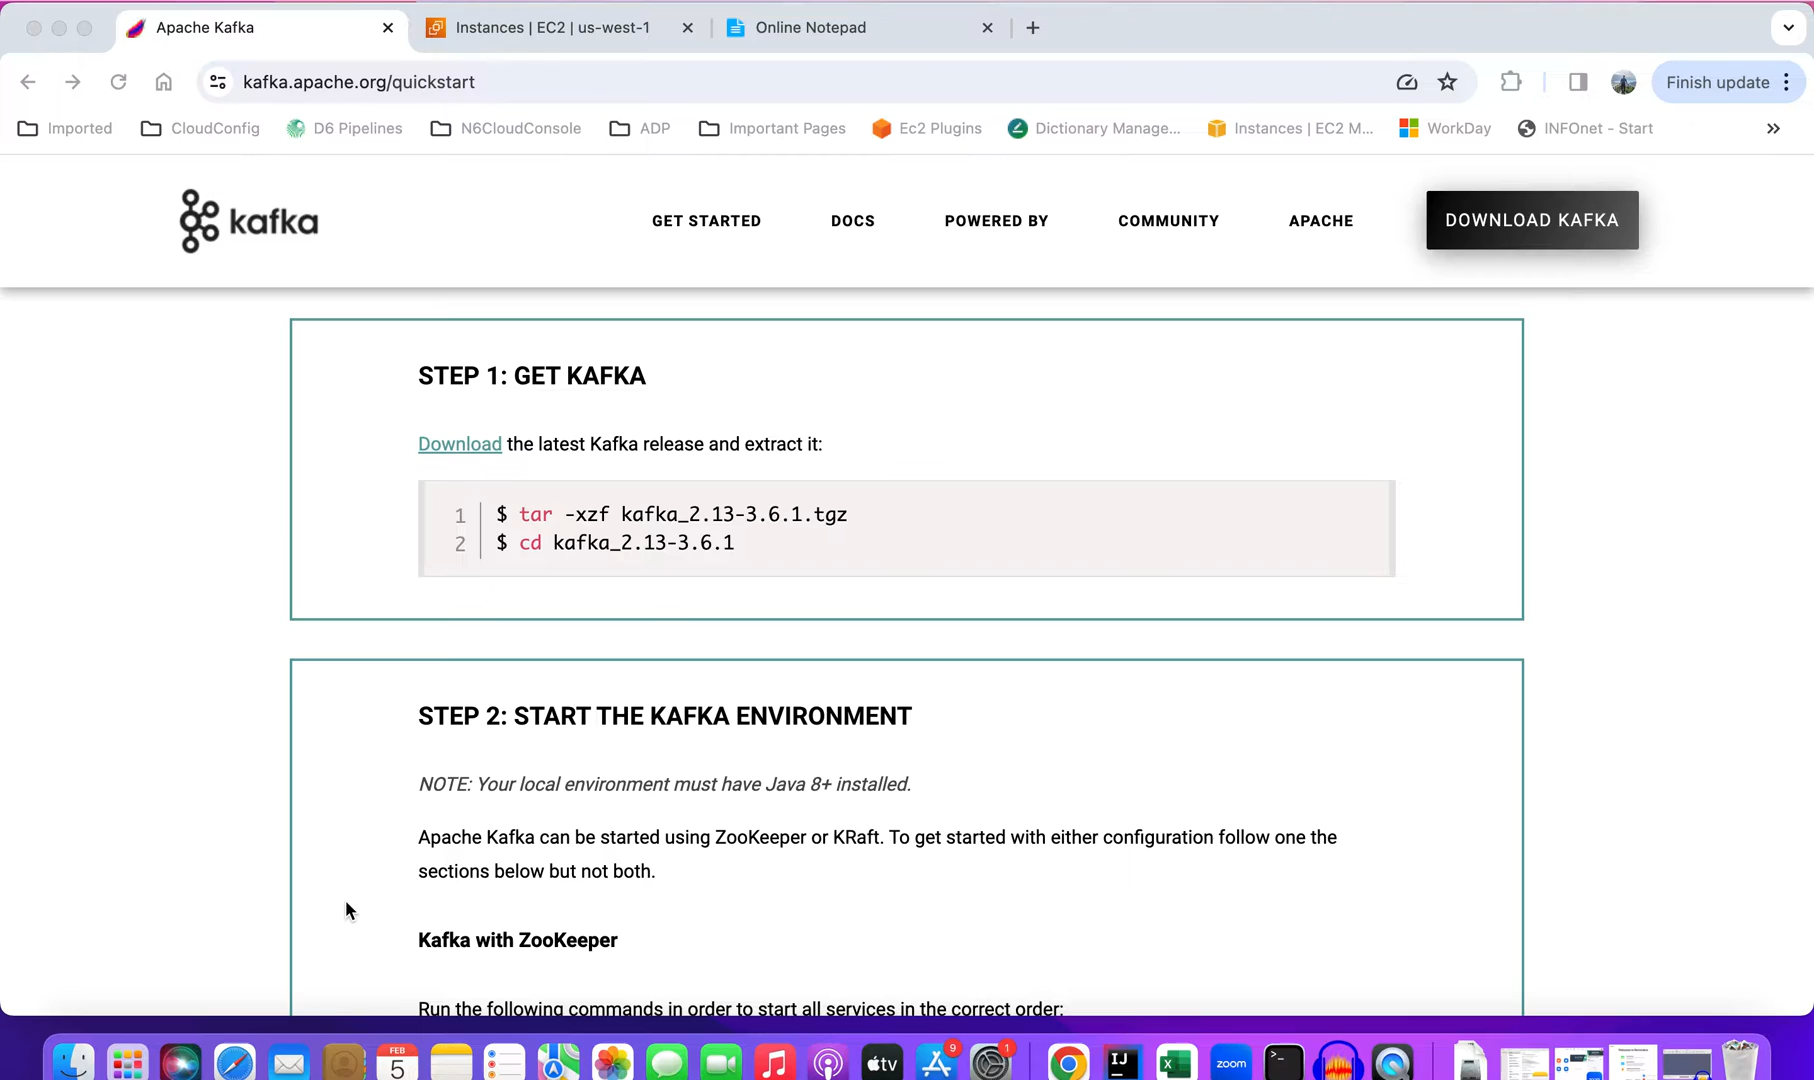 Apache Kafka
Instances | EC2 | us-west-1
Online Notepad
kafka.apache.org/quickstart
Finish update
Imported
CloudConfig
D6 Pipelines
N6CloudConsole
ADP
Important Pages
Ec2 Plugins
Dictionary Manage...
Instances | EC2 M...
WorkDay
INFOnet - Start
kafka
GET STARTED
DOCS
POWERED BY
COMMUNITY
APACHE
DOWNLOAD KAFKA
STEP 1: GET KAFKA
Download the latest Kafka release and extract it:
1 $ tar -xzf kafka_2.13-3.6.1.tgz
2 $ cd kafka_2.13-3.6.1
STEP 2: START THE KAFKA ENVIRONMENT
NOTE: Your local environment must have Java 8+ installed.
Apache Kafka can be started using ZooKeeper or KRaft. To get started with either configuration follow one the
sections below but not both.
Kafka with ZooKeeper
Run the following commands in order to start all services in the correct order:
FEB
5
tv
9
1
IJ
X
zoom
>_